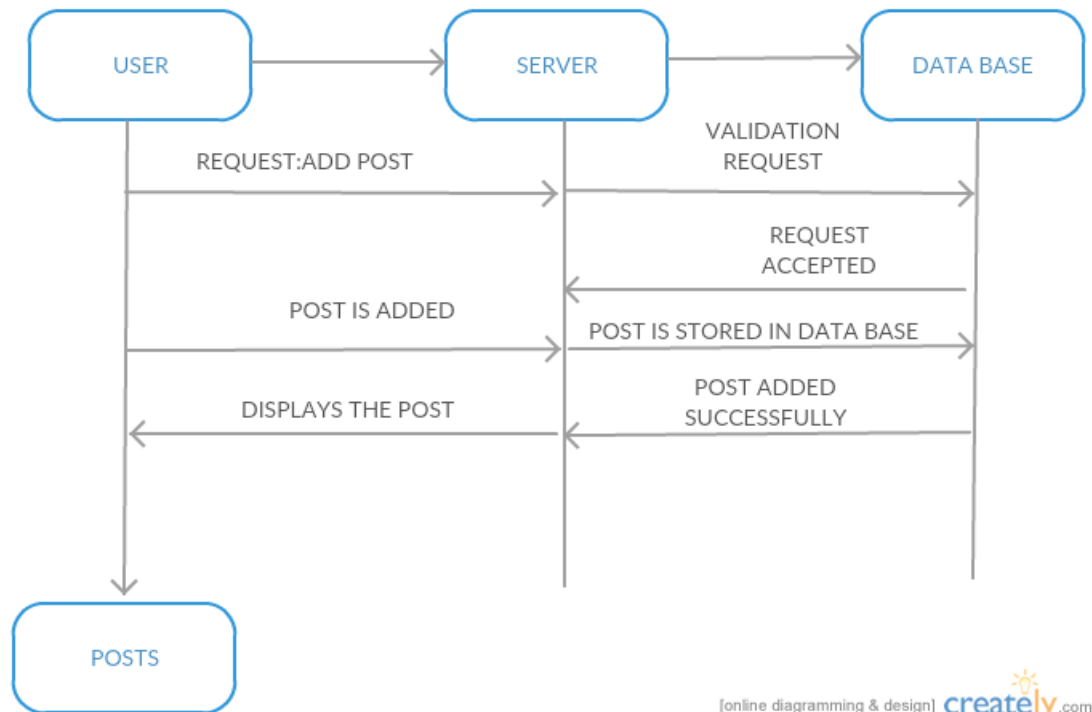 USER
SERVER
DATA BASE
REQUEST:ADD POST
VALIDATION
REQUEST
REQUEST
ACCEPTED
POST IS ADDED
POST IS STORED IN DATA BASE
DISPLAYS THE POST
POST ADDED
SUCCESSFULLY
POSTS
[online diagramming & design] creately.com